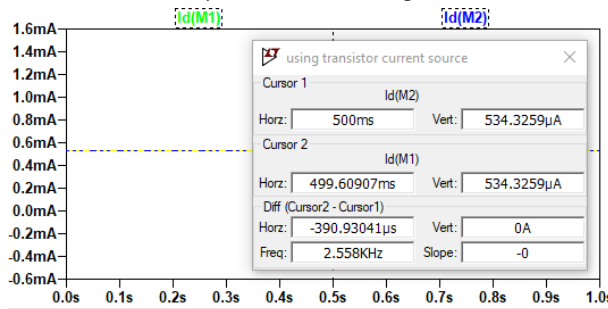 Id(M1) Id(M2)
1.6mA
1.4mA
1.2mA
1.0mA
0.8mA
0.6mA
0.4mA
0.2mA
0.0mA
-0.2mA
-0.4mA
-0.6mA
using transistor current source
Cursor 1
Id(M2)
Horz: 500ms Vert: 534.3259µA
Cursor 2
Id(M1)
Horz: 499.60907ms Vert: 534.3259µA
Diff (Cursor2 - Cursor1)
Horz: -390.93041µs Vert: 0A
Freq: 2.558KHz Slope: -0
0.0s 0.1s 0.2s 0.3s 0.4s 0.5s 0.6s 0.7s 0.8s 0.9s